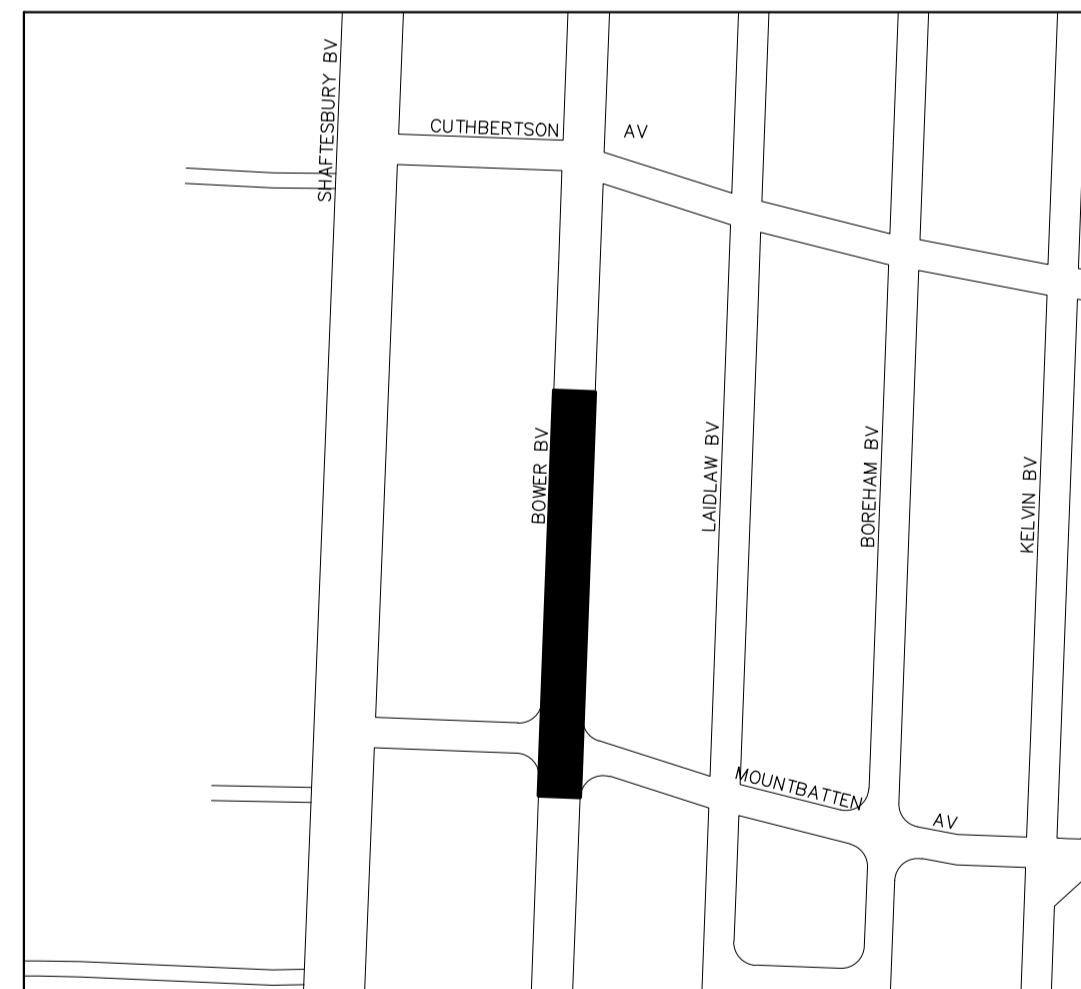 SHAFTESBURY BV
CUTHBERTSON AV
BOWER BV
LAIDLAW BV
BOREHAM BV
KELVIN BV
MOUNTBATTEN AV